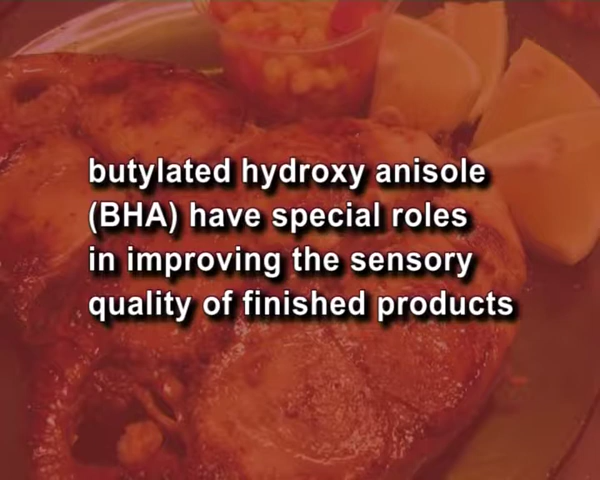 butylated hydroxy anisole
(BHA) have special roles
in improving the sensory
quality of finished products